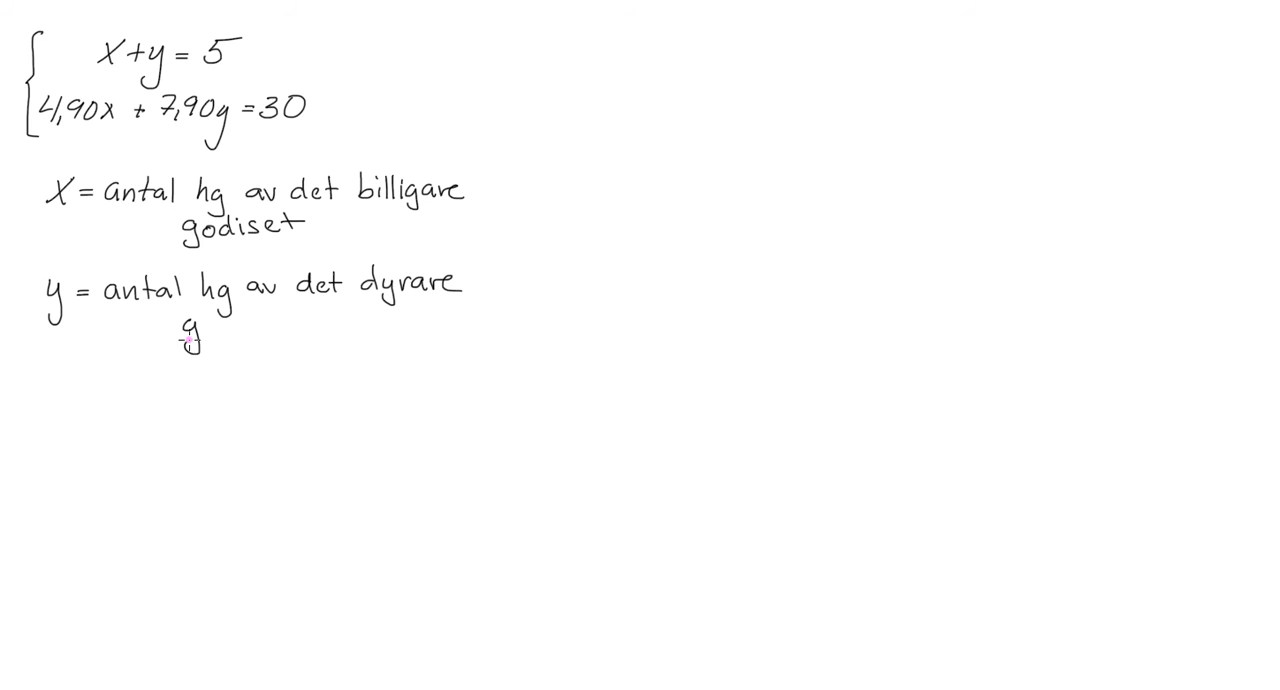 x+y = 5
4,90x + 7,90y = 30
x = antal hg av det billigare
godiset
y = antal hg av det dyrare
g